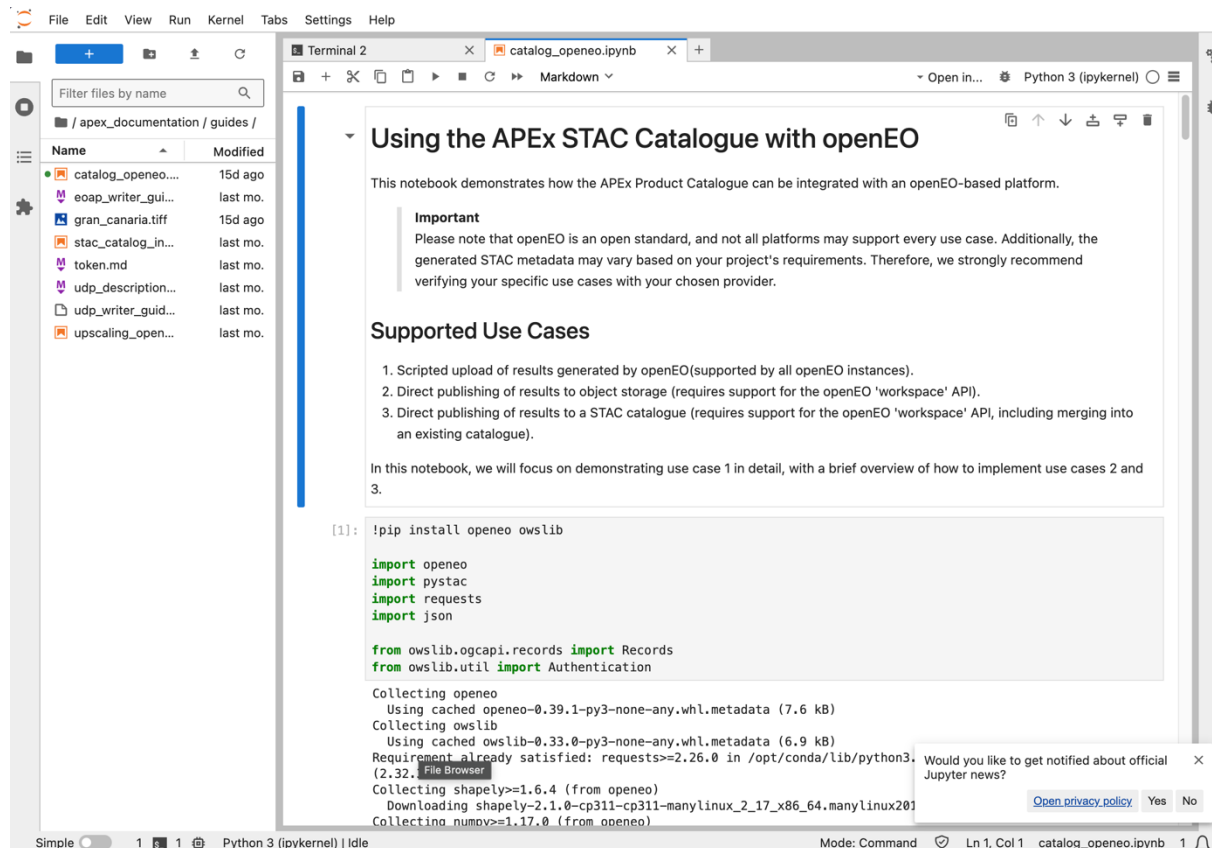 File Edit View Run Kernel Tabs Settings Help
+
Filter files by name
/ apex_documentation / guides /
Name Modified
catalog_openeo.... 15d ago
eoap_writer_gui... last mo.
gran_canaria.tiff 15d ago
stac_catalog_in... last mo.
token.md last mo.
udp_description... last mo.
udp_writer_guid... last mo.
upscaling_open... last mo.
Terminal 2 × catalog_openeo.ipynb × +
Markdown Open in... Python 3 (ipykernel)
Using the APEx STAC Catalogue with openEO
This notebook demonstrates how the APEx Product Catalogue can be integrated with an openEO-based platform.
Important
Please note that openEO is an open standard, and not all platforms may support every use case. Additionally, the
generated STAC metadata may vary based on your project's requirements. Therefore, we strongly recommend
verifying your specific use cases with your chosen provider.
Supported Use Cases
1. Scripted upload of results generated by openEO(supported by all openEO instances).
2. Direct publishing of results to object storage (requires support for the openEO 'workspace' API).
3. Direct publishing of results to a STAC catalogue (requires support for the openEO 'workspace' API, including merging into
an existing catalogue).
In this notebook, we will focus on demonstrating use case 1 in detail, with a brief overview of how to implement use cases 2 and
3.
[1]: !pip install openeo owslib
import openeo
import pystac
import requests
import json
from owslib.ogcapi.records import Records
from owslib.util import Authentication
Collecting openeo
Using cached openeo-0.39.1-py3-none-any.whl.metadata (7.6 kB)
Collecting owslib
Using cached owslib-0.33.0-py3-none-any.whl.metadata (6.9 kB)
Requirement already satisfied: requests>=2.26.0 in /opt/conda/lib/python3.
(2.32.
File Browser
Collecting shapely>=1.6.4 (from openeo)
Downloading shapely-2.1.0-cp311-cp311-manylinux_2_17_x86_64.manylinux201
Collecting numpy>=1.17.0 (from openeo)
Would you like to get notified about official
Jupyter news?
Open privacy policy Yes No
Simple 1 1 Python 3 (ipykernel) | Idle Mode: Command Ln 1, Col 1 catalog_openeo.ipynb 1